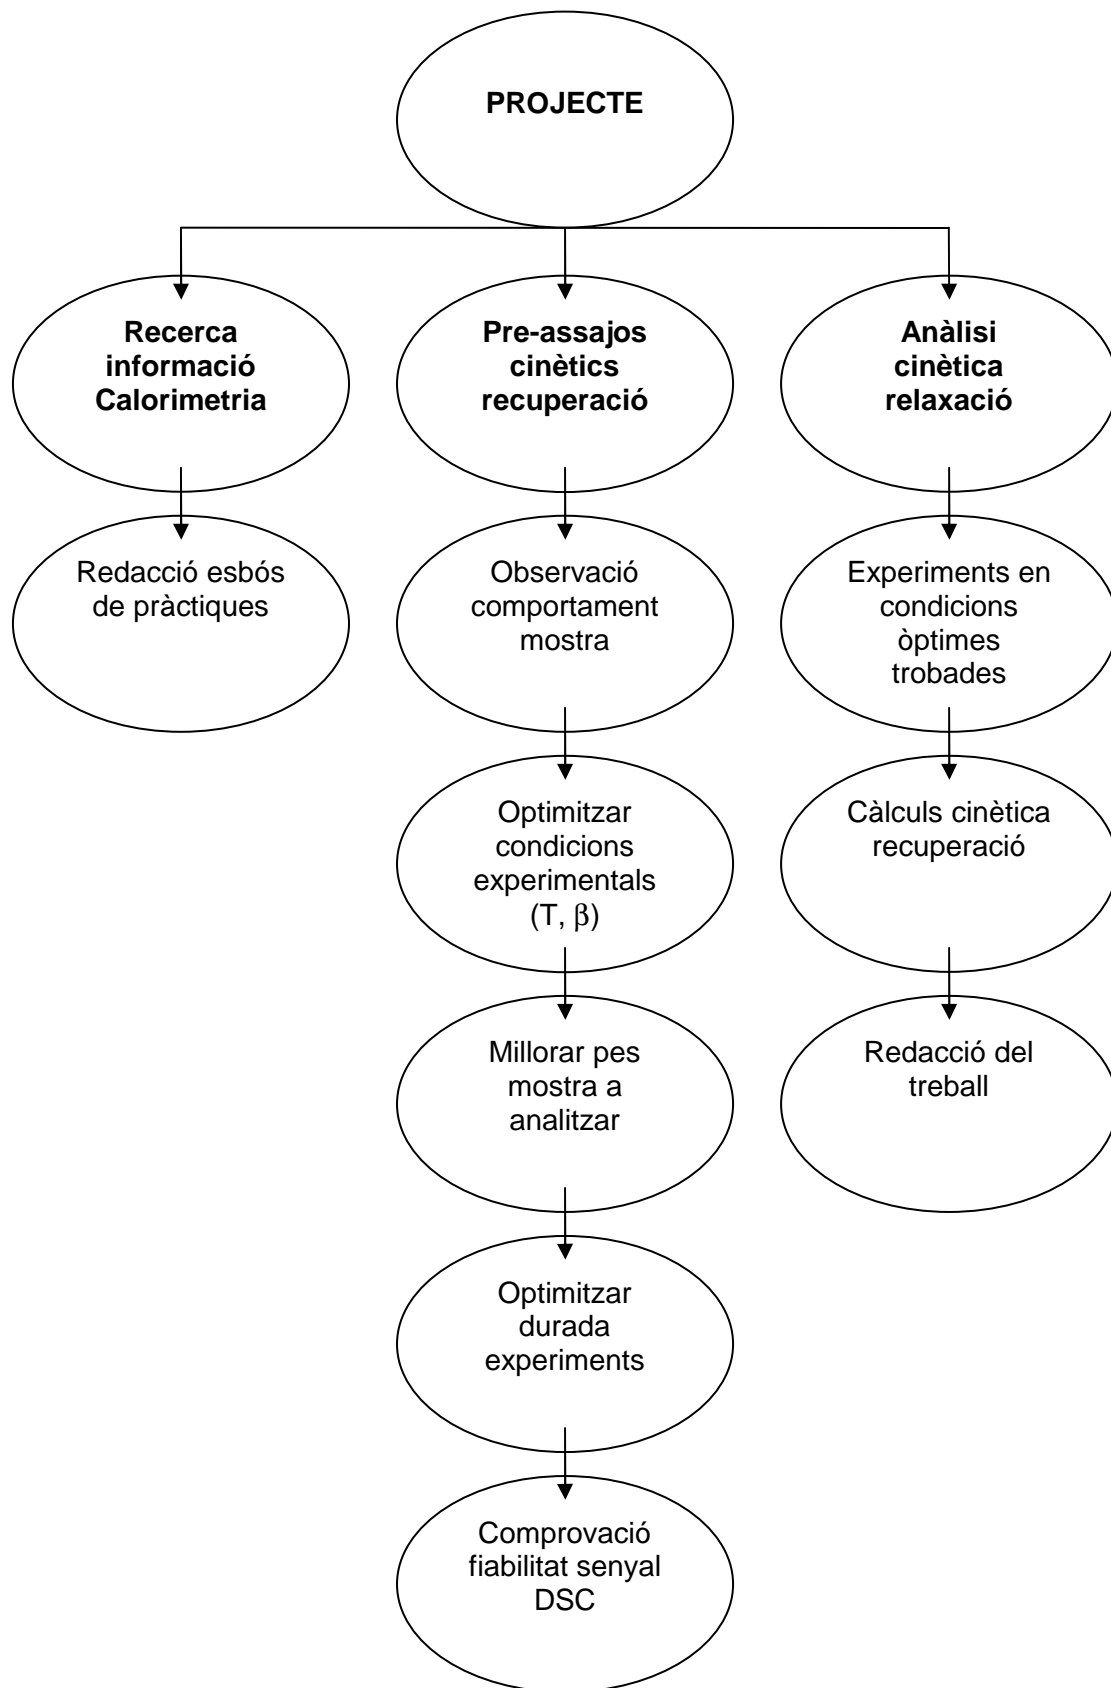 PROJECTE
Recerca
informació
Calorimetria
Pre-assajos
cinètics
recuperació
Anàlisi
cinètica
relaxació
Redacció esbós
de pràctiques
Observació
comportament
mostra
Experiments en
condicions
òptimes
trobades
Optimitzar
condicions
experimentals
(T, β)
Càlculs cinètica
recuperació
Millorar pes
mostra a
analitzar
Redacció del
treball
Optimitzar
durada
experiments
Comprovació
fiabilitat senyal
DSC